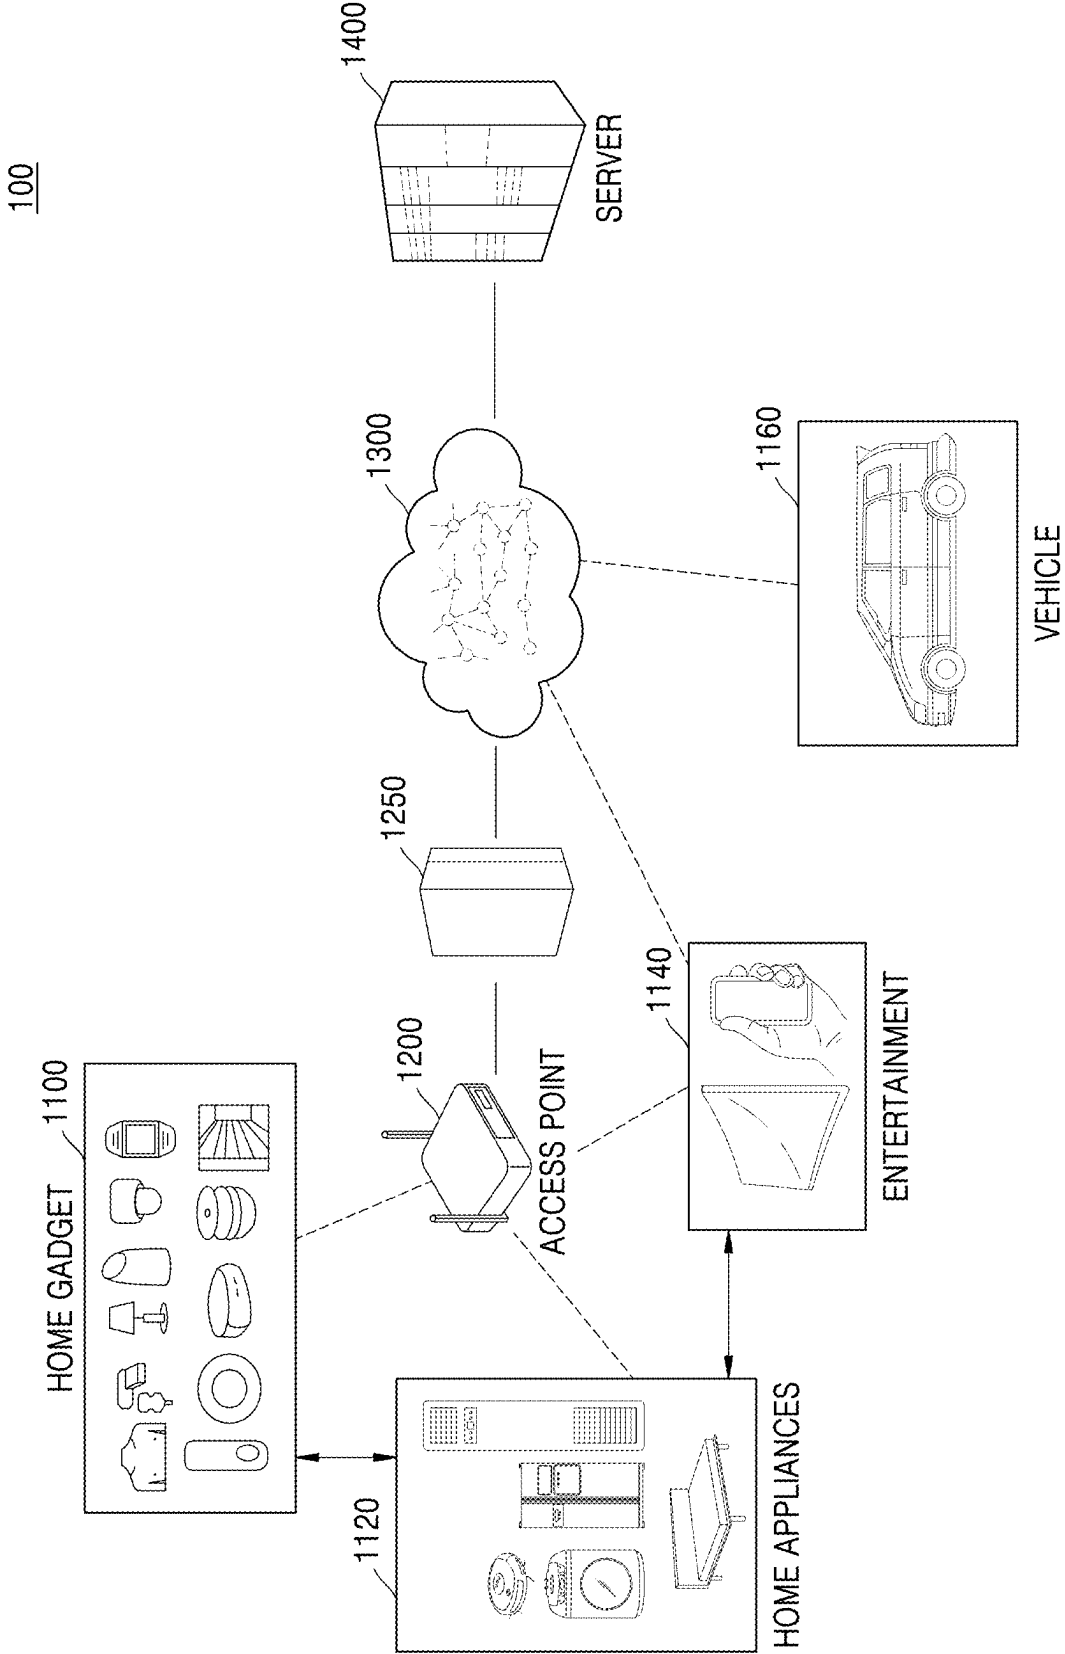 100
HOME GADGET
1100
1200
ACCESS POINT
1250
1300
1400
SERVER
1120
HOME APPLIANCES
1140
ENTERTAINMENT
1160
VEHICLE